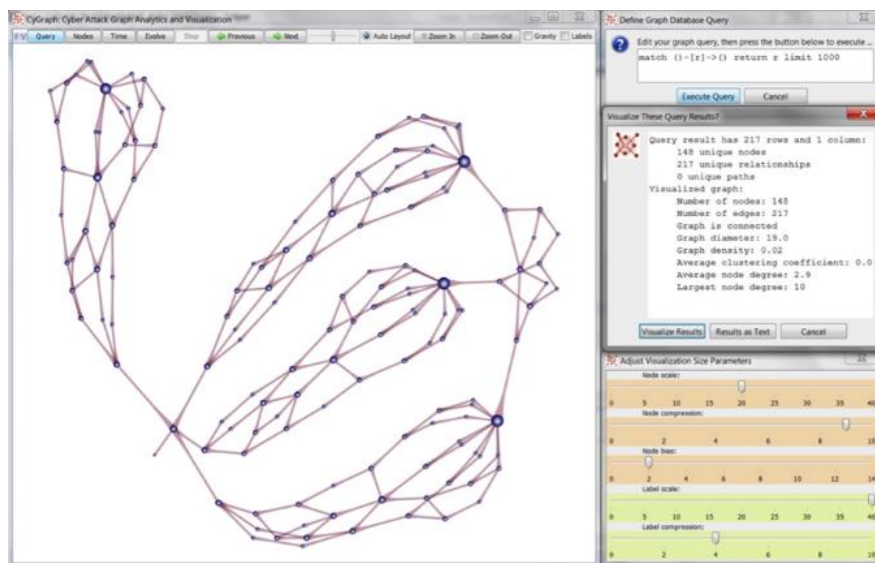 CyGraph: Cyber Attack Graph Analytics and Visualization
Query Nodes Time Evolve Stop Previous Next Auto Layout Zoom In Zoom Out Gravity Labels
Define Graph Database Query
Edit your graph query, then press the button below to execute ...
match ()-[r]->() return r limit 1000
Execute Query Cancel
Visualize These Query Results?
Query result has 217 rows and 1 column:
148 unique nodes
217 unique relationships
0 unique paths
Visualized graph:
Number of nodes: 148
Number of edges: 217
Graph is connected
Graph diameter: 19.0
Graph density: 0.02
Average clustering coefficient: 0.0
Average node degree: 2.9
Largest node degree: 10
Visualize Results Results as Text Cancel
Adjust Visualization Size Parameters
Node scale:
0 5 10 15 20 25 30 35 40
Node compression:
0 2 4 6 8 10
Node bias:
0 2 4 6 8 10 12 14
Label scale:
0 5 10 15 20 25 30 35 40
Label compression:
0 2 4 6 8 10